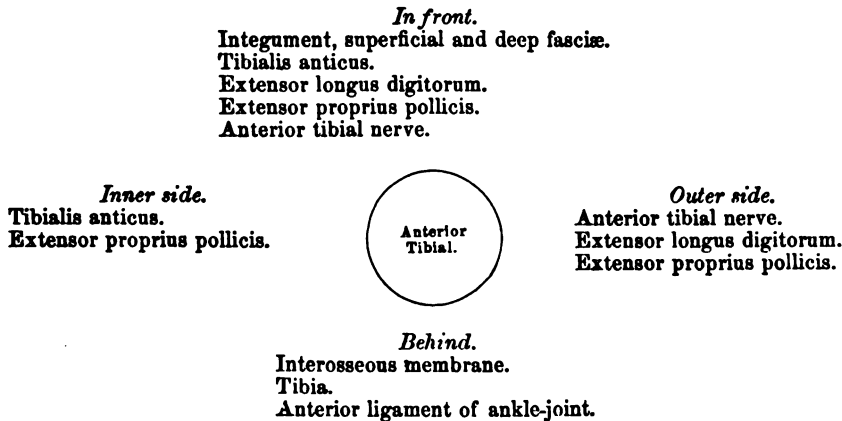 In front.
Integument, superficial and deep fasciæ.
Tibialis anticus.
Extensor longus digitorum.
Extensor proprius pollicis.
Anterior tibial nerve.
Inner side.
Tibialis anticus.
Extensor proprius pollicis.
Anterior
Tibial.
Outer side.
Anterior tibial nerve.
Extensor longus digitorum.
Extensor proprius pollicis.
Behind.
Interosseous membrane.
Tibia.
Anterior ligament of ankle-joint.